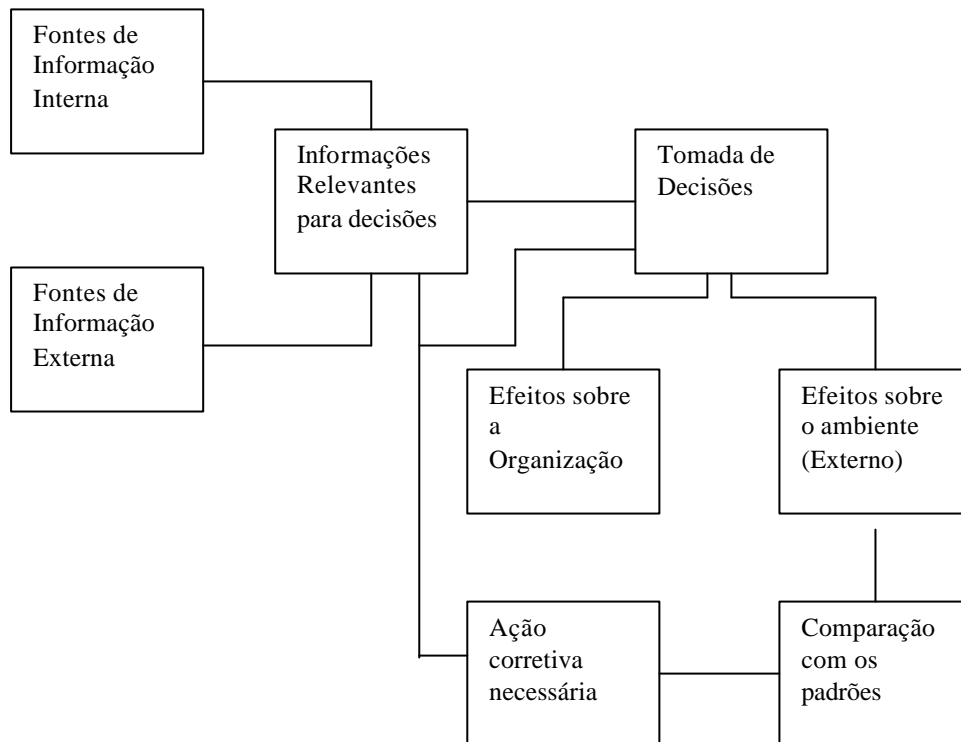 Fontes de
Informação
Interna
Informações
Relevantes
para decisões
Tomada de
Decisões
Fontes de
Informação
Externa
Efeitos sobre
a
Organização
Efeitos sobre
o ambiente
(Externo)
Ação
corretiva
necessária
Comparação
com os
padrões